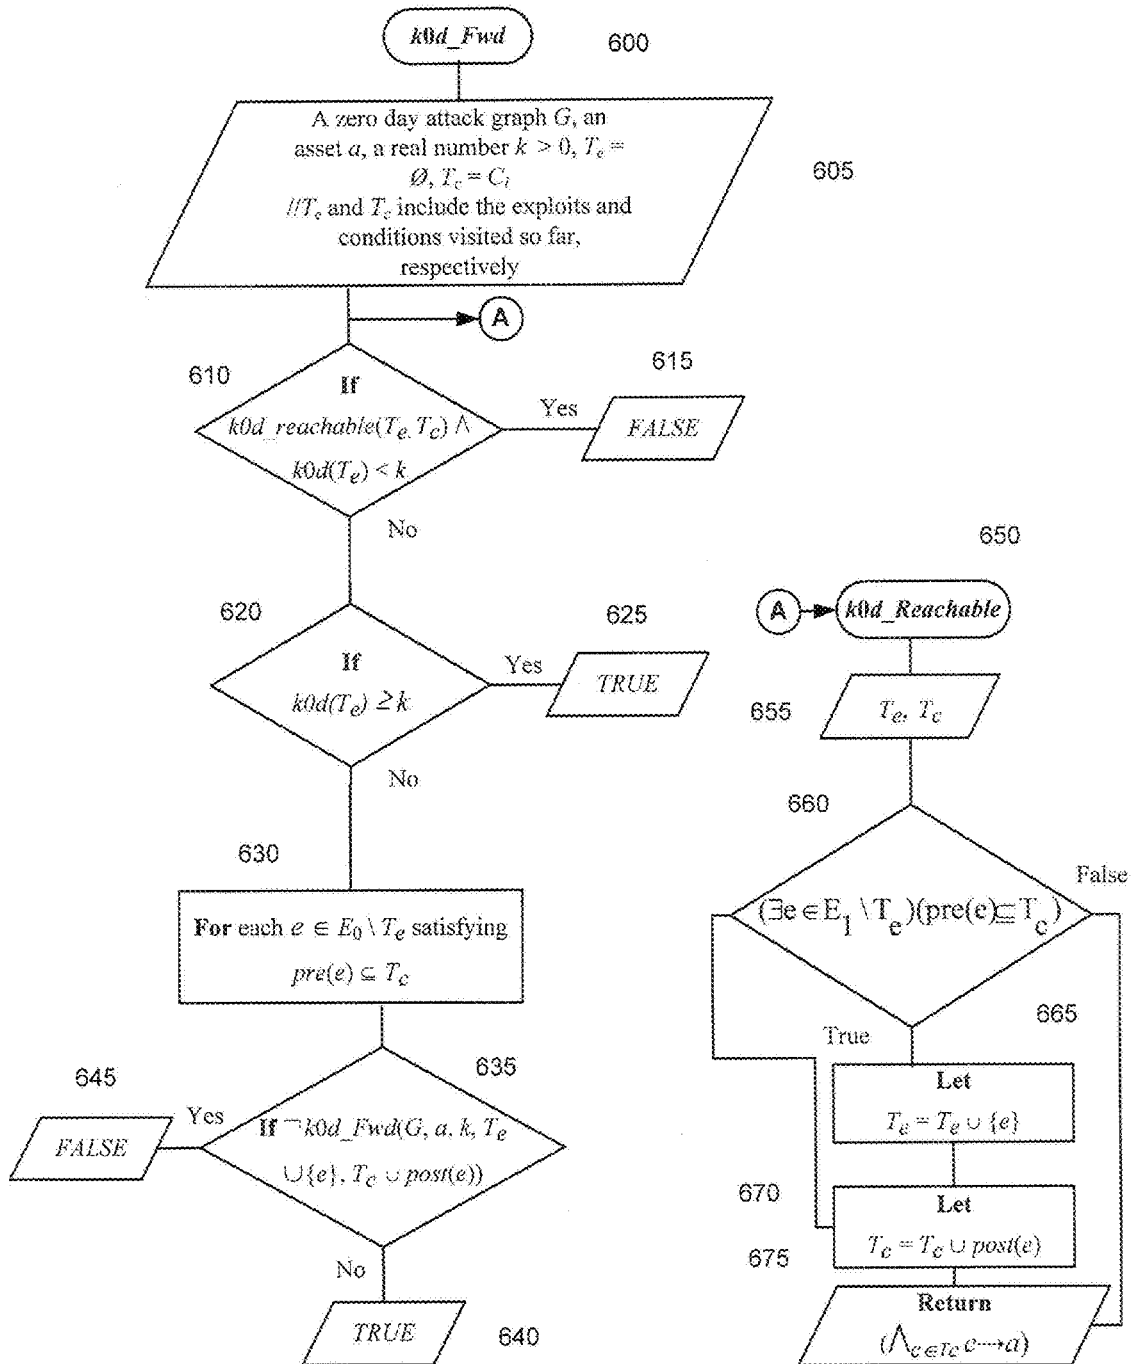 k0d_Fwd
600
A zero day attack graph G, an
asset a, a real number k > 0, Te =
Ø, Tc = Ci
//Te and Tc include the exploits and
conditions visited so far,
respectively
605
A
610
If
k0d_reachable(Te, Tc) ∧
k0d(Te) < k
Yes
615
FALSE
No
620
If
k0d(Te) ≥ k
Yes
625
TRUE
No
630
For each e ∈ E0 \ Te satisfying
pre(e) ⊆ Tc
635
If ¬k0d_Fwd(G, a, k, Te
∪{e}, Tc ∪ post(e))
Yes
645
FALSE
No
TRUE
640
650
A
k0d_Reachable
655
Te, Tc
660
(∃e ∈ E1 \ Te)(pre(e)⊆Tc)
False
True
665
Let
Te = Te ∪ {e}
670
Let
Tc = Tc ∪ post(e)
675
Return
(⋀c∈Tc c→a)